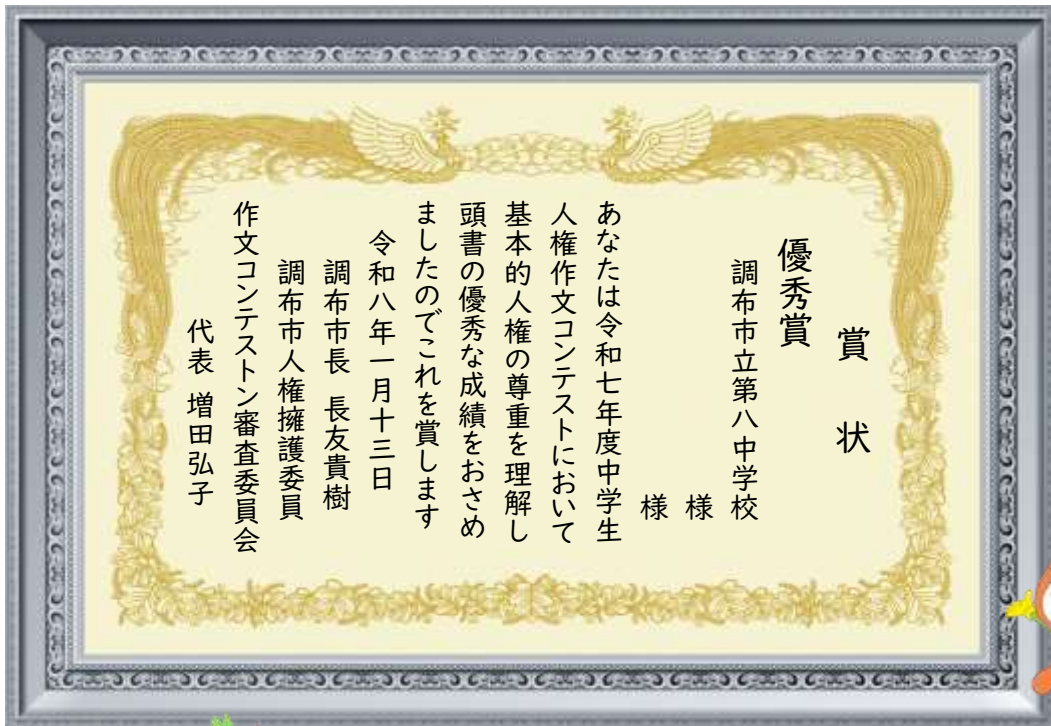 賞状
優秀賞
調布市立第八中学校
様
様
あなたは令和七年度中学生
人権作文コンテストにおいて
基本的人権の尊重を理解し
頭書の優秀な成績をおさめ
ましたのでこれを賞します
令和八年一月十三日
調布市長 長友貴樹
調布市人権擁護委員
作文コンテストン審査委員会
代表 増田弘子